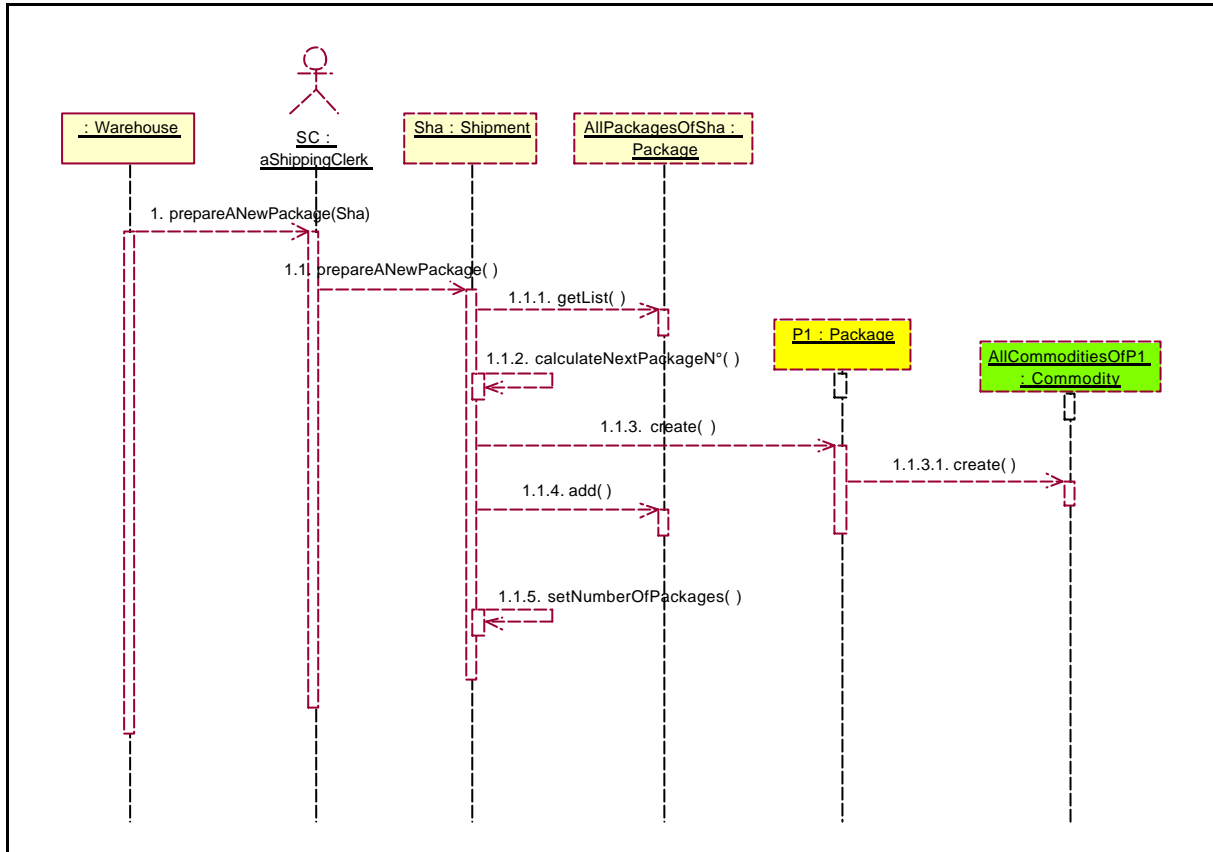 : Warehouse
SC :
aShippingClerk
Sha : Shipment
AllPackagesOfSha :
Package
1. prepareANewPackage(Sha)
1.1. prepareANewPackage( )
1.1.1. getList( )
P1 : Package
1.1.2. calculateNextPackageN°( )
AllCommoditiesOfP1
: Commodity
1.1.3. create( )
1.1.3.1. create( )
1.1.4. add( )
1.1.5. setNumberOfPackages( )